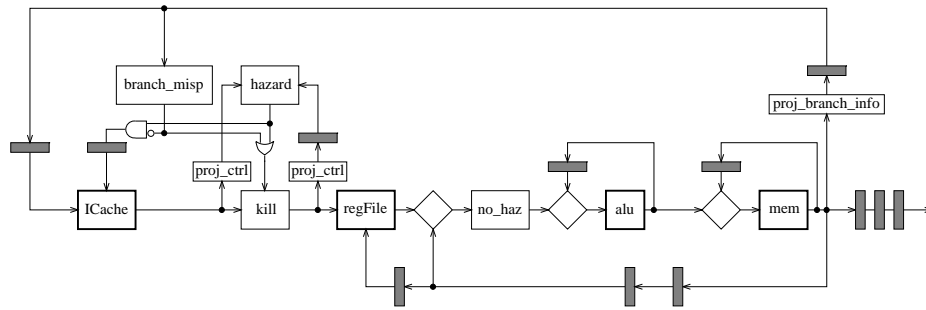 branch_misp
hazard
proj_branch_info
proj_ctrl
proj_ctrl
ICache
kill
regFile
no_haz
alu
mem